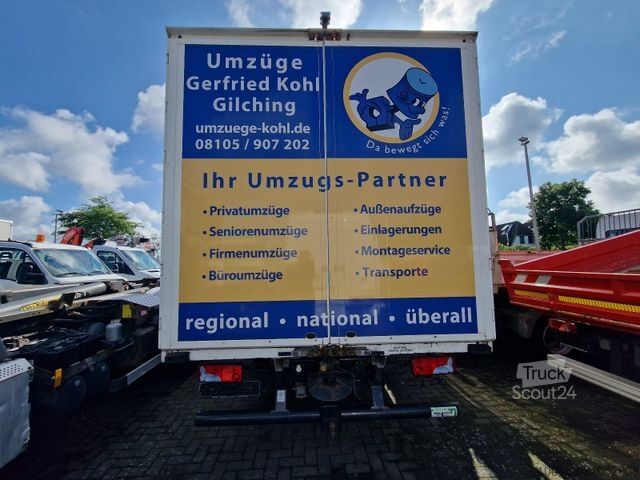 Umzüge
Gerfried Kohl
Gilching
umzuege-kohl.de
08105 / 907 202
Da bewegt sich was!
Ihr Umzugs-Partner
• Privatumzüge
• Seniorenumzüge
• Firmenumzüge
• Büroumzüge
• Außenaufzüge
• Einlagerungen
• Montageservice
• Transporte
regional • national • überall
Truck
Scout24